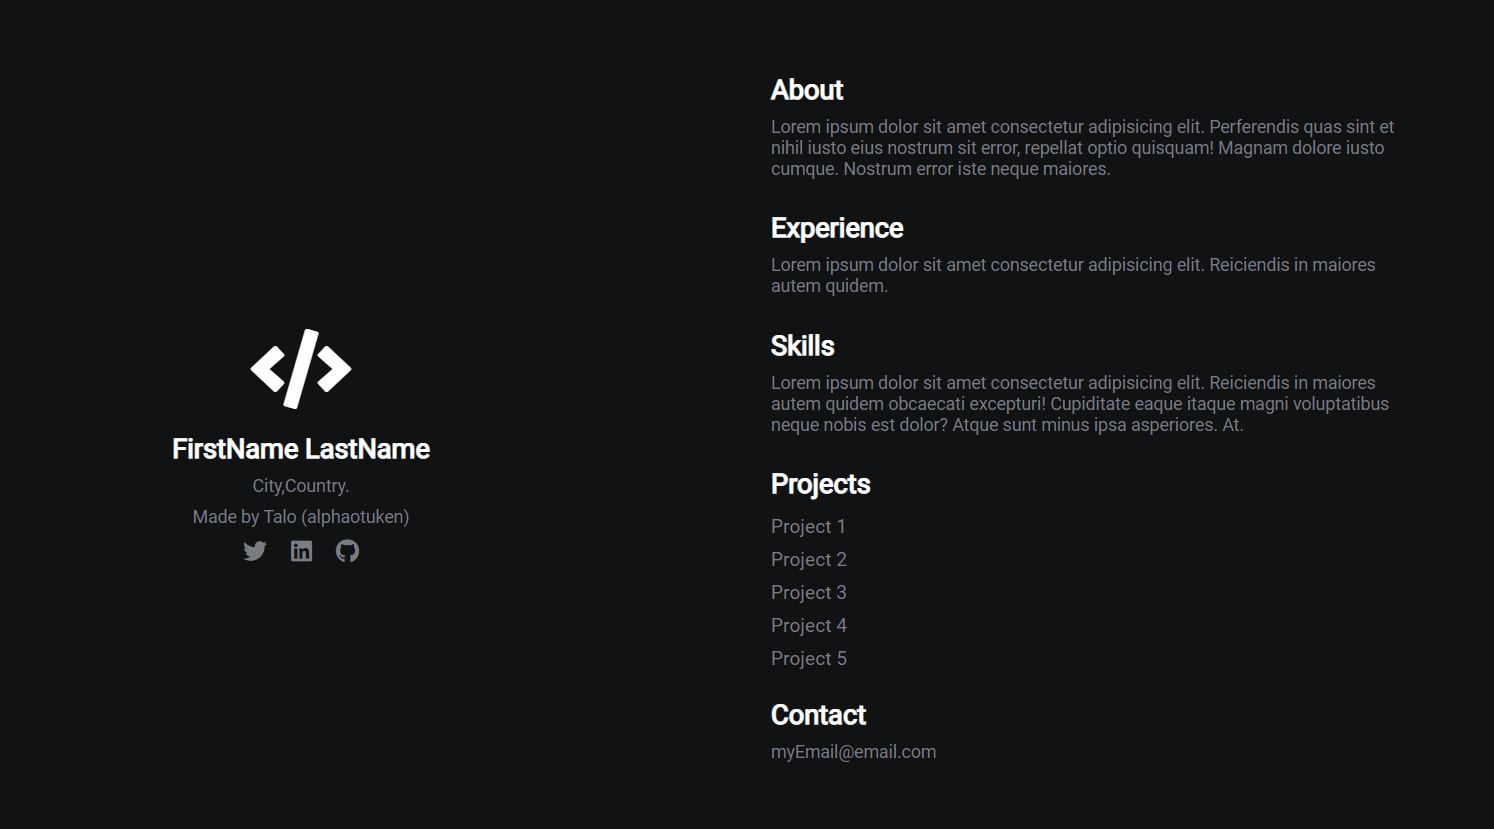 FirstName LastName
City,Country.
Made by Talo (alphaotuken)
About
Lorem ipsum dolor sit amet consectetur adipisicing elit. Perferendis quas sint et
nihil iusto eius nostrum sit error, repellat optio quisquam! Magnam dolore iusto
cumque. Nostrum error iste neque maiores.
Experience
Lorem ipsum dolor sit amet consectetur adipisicing elit. Reiciendis in maiores
autem quidem.
Skills
Lorem ipsum dolor sit amet consectetur adipisicing elit. Reiciendis in maiores
autem quidem obcaecati excepturi! Cupiditate eaque itaque magni voluptatibus
neque nobis est dolor? Atque sunt minus ipsa asperiores. At.
Projects
Project 1
Project 2
Project 3
Project 4
Project 5
Contact
myEmail@email.com